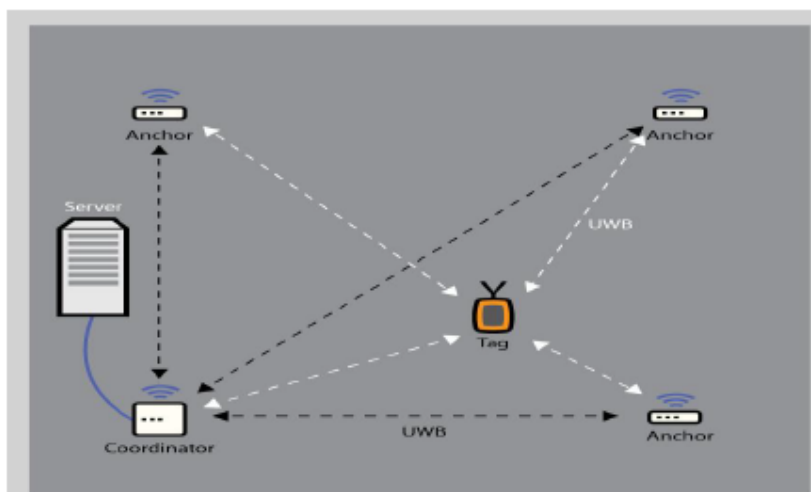 Anchor
Anchor
Server
UWB
Tag
UWB
Anchor
Coordinator